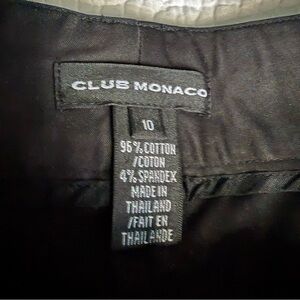 CLUB MONACO
10
96% COTTON
/COTON
4% SPANDEX
MADE IN
THAILAND
/FAIT EN
THAILANDE